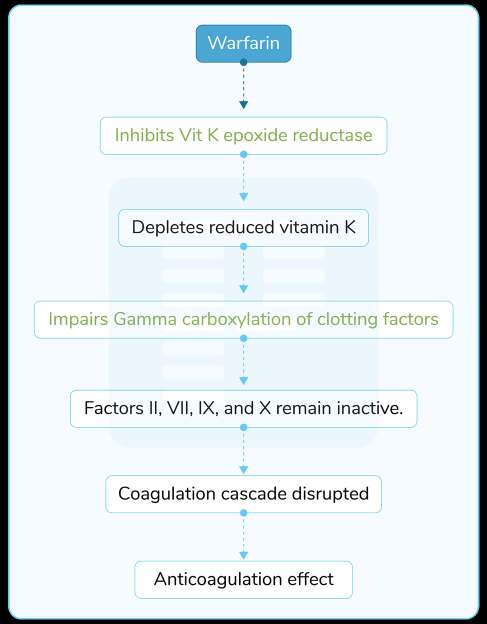 Warfarin
Inhibits Vit K epoxide reductase
Depletes reduced vitamin K
Impairs Gamma carboxylation of clotting factors
Factors II, VII, IX, and X remain inactive.
Coagulation cascade disrupted
Anticoagulation effect